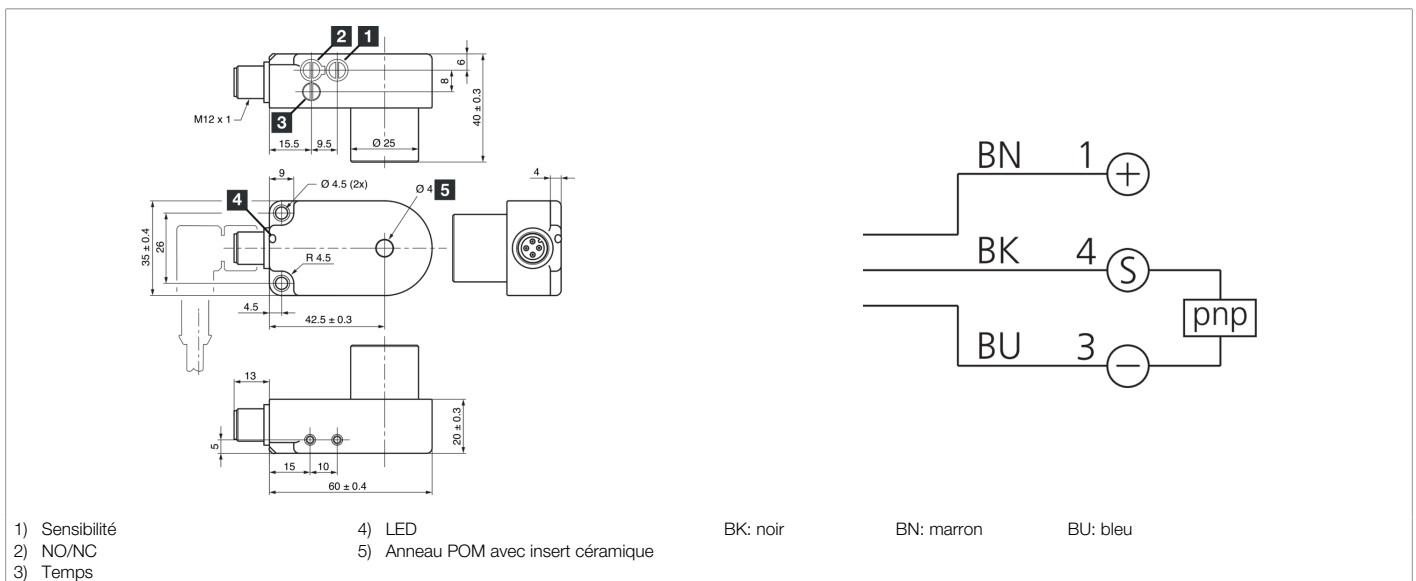 2 1
6
8
40 ± 0.3
M12 x 1
3
15.5 9.5 Ø 25
9
Ø 4.5 (2x)
Ø 4 5
4
4
35 ± 0.4
26
R 4.5
4.5
42.5 ± 0.3
13
5
20 ± 0.3
15 10
60 ± 0.4
BN 1 +
BK 4 S
pnp
BU 3 −
1) Sensibilité
2) NO/NC
3) Temps
4) LED
5) Anneau POM avec insert céramique
BK: noir
BN: marron
BU: bleu